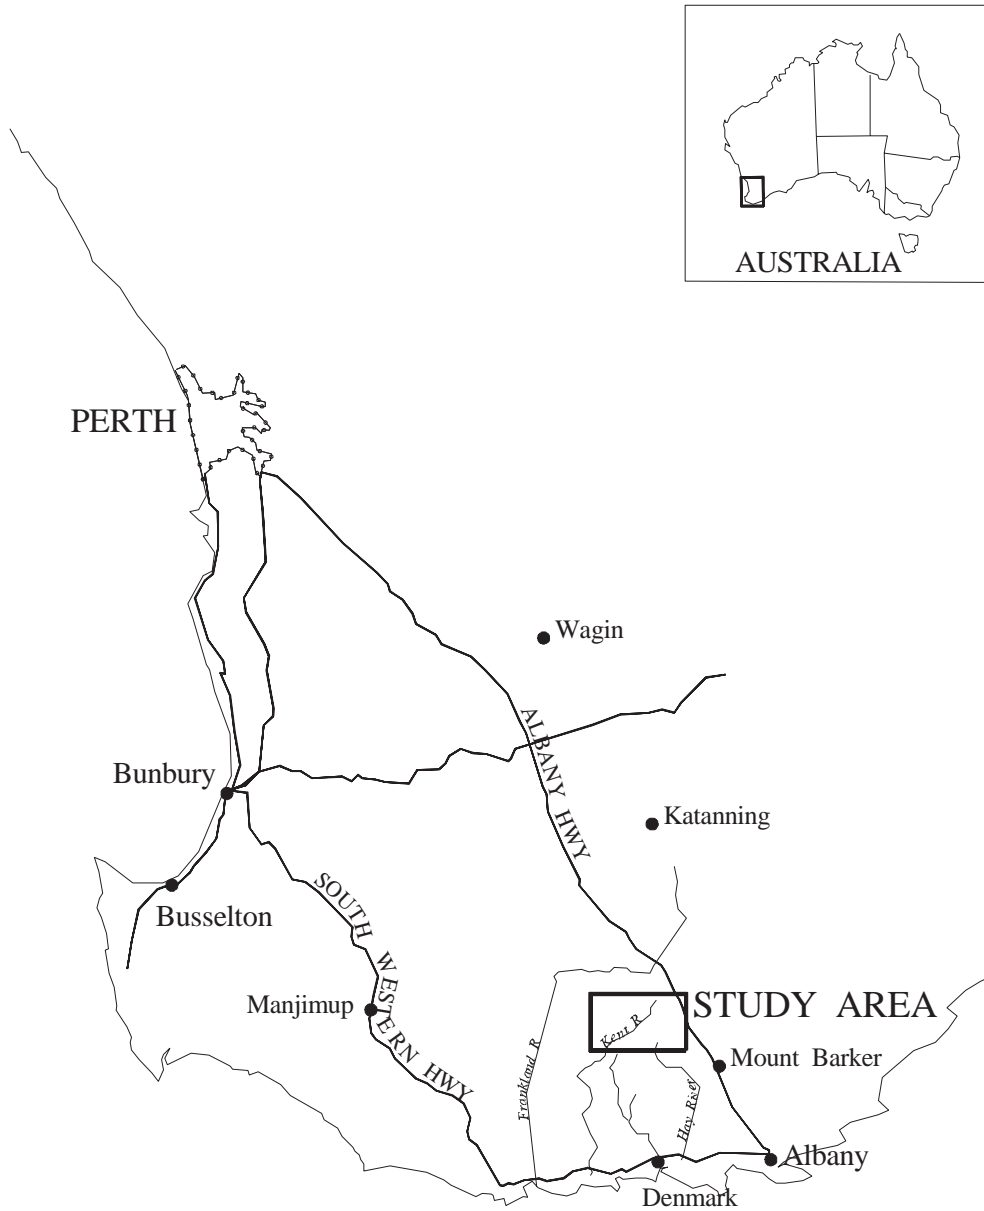 AUSTRALIA
PERTH
Wagin
ALBANY HWY
Bunbury
Katanning
SOUTH WESTERN HWY
Busselton
Manjimup
STUDY AREA
Kent R
Frankland R
Mount Barker
Hay River
Albany
Denmark